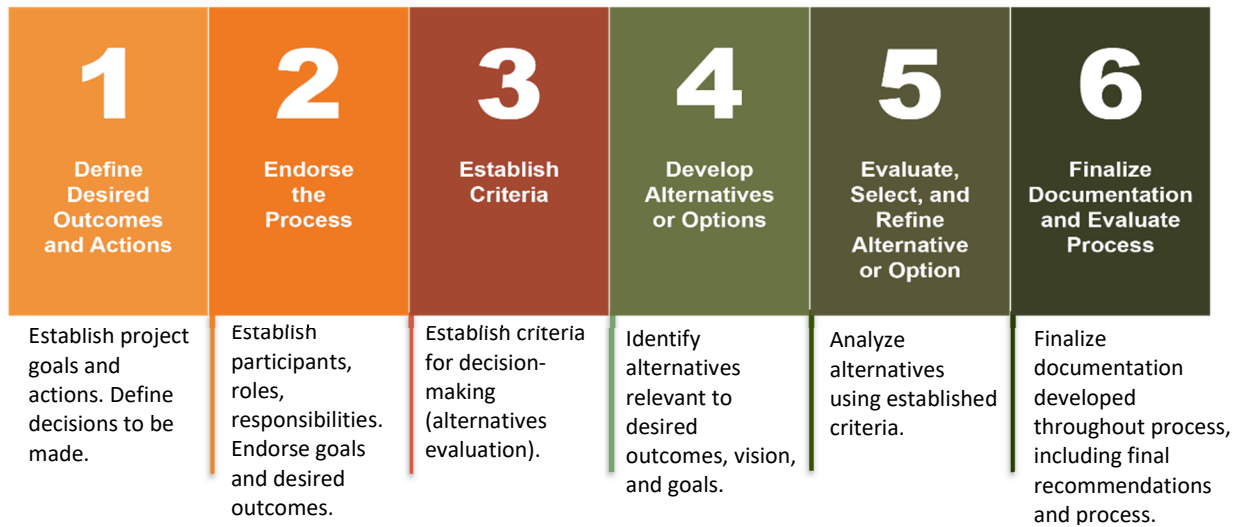 1
Define
Desired
Outcomes
and Actions
Establish project
goals and
actions. Define
decisions to be
made.
2
Endorse
the
Process
Establish
participants,
roles,
responsibilities.
Endorse goals
and desired
outcomes.
3
Establish
Criteria
Establish criteria
for decision-
making
(alternatives
evaluation).
4
Develop
Alternatives
or Options
Identify
alternatives
relevant to
desired
outcomes, vision,
and goals.
5
Evaluate,
Select, and
Refine
Alternative
or Option
Analyze
alternatives
using established
criteria.
6
Finalize
Documentation
and Evaluate
Process
Finalize
documentation
developed
throughout process,
including final
recommendations
and process.